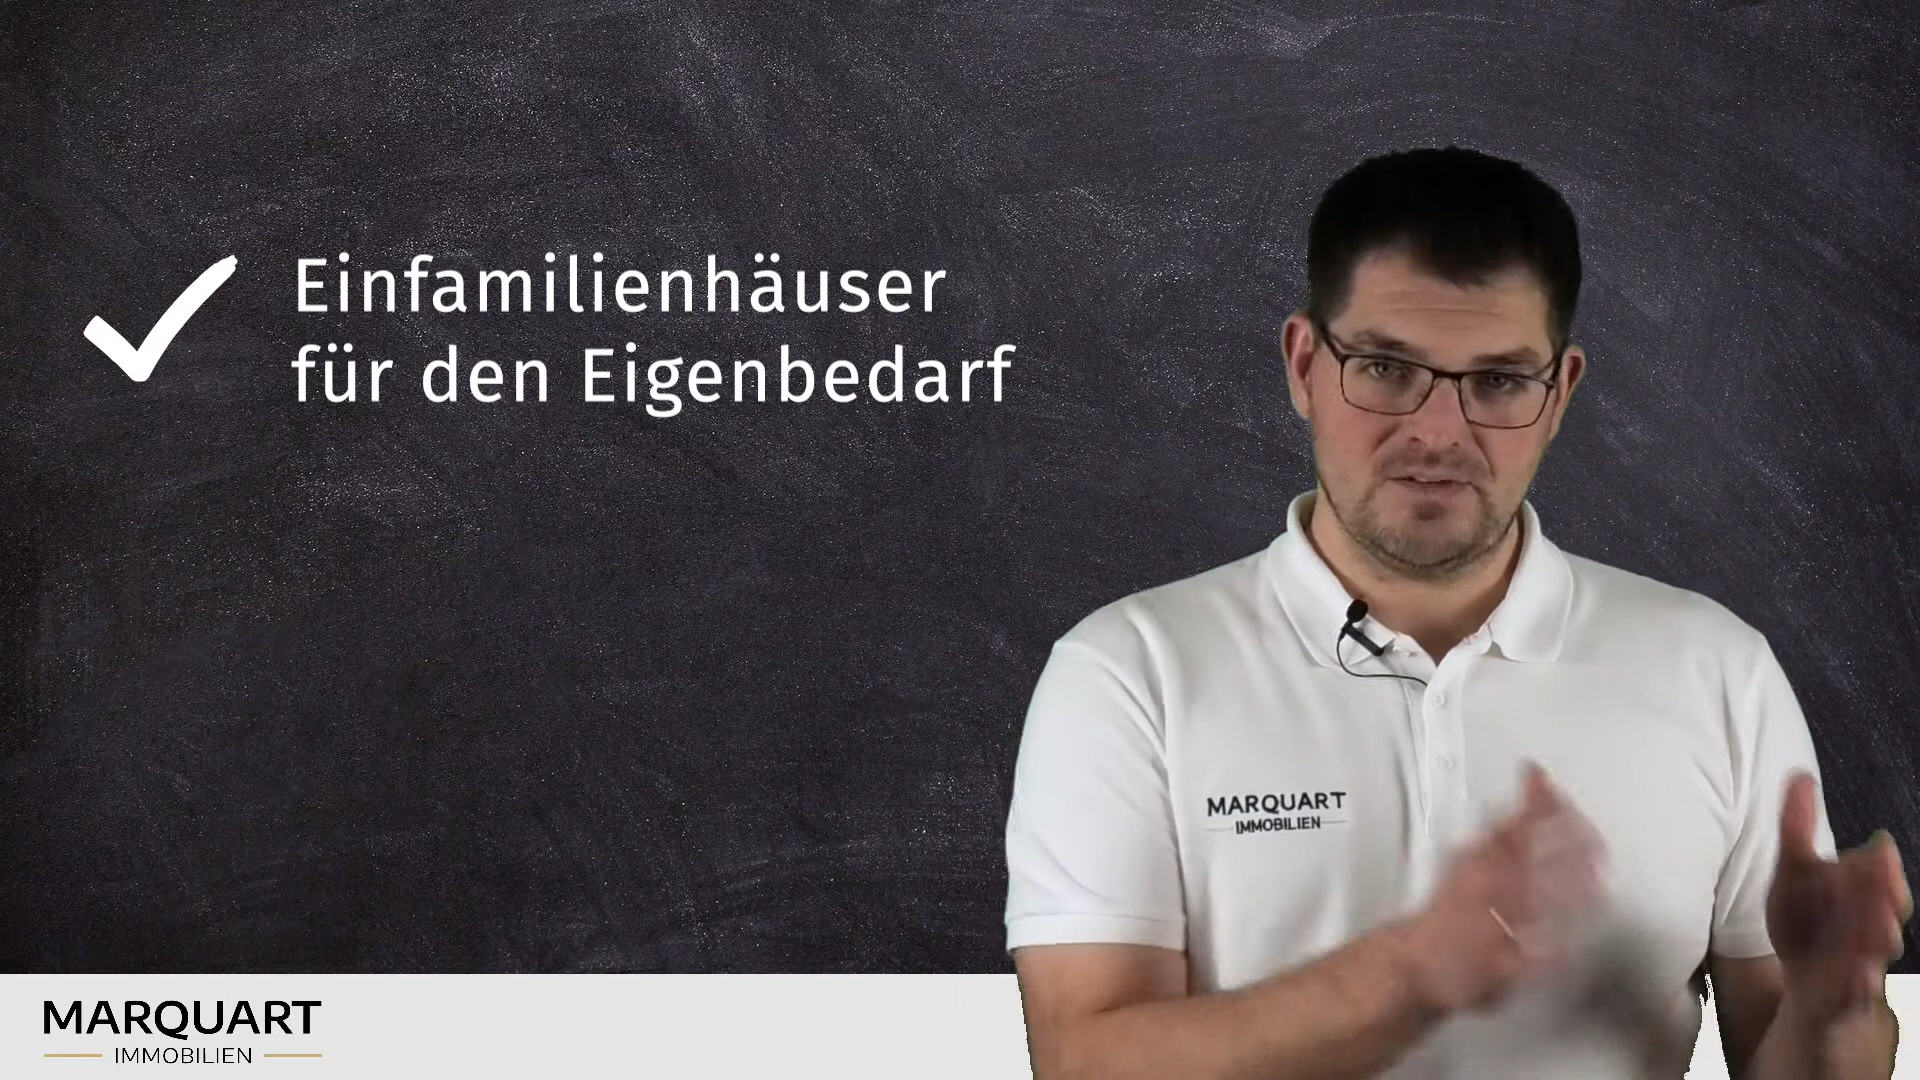 Einfamilienhäuser
für den Eigenbedarf
MARQUART
IMMOBILIEN
MARQUART
IMMOBILIEN